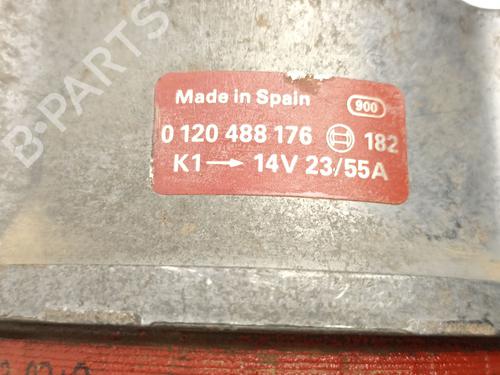 B-PARTS
Made in Spain 900
0 120 488 176 182
K1→ 14V 23/55A